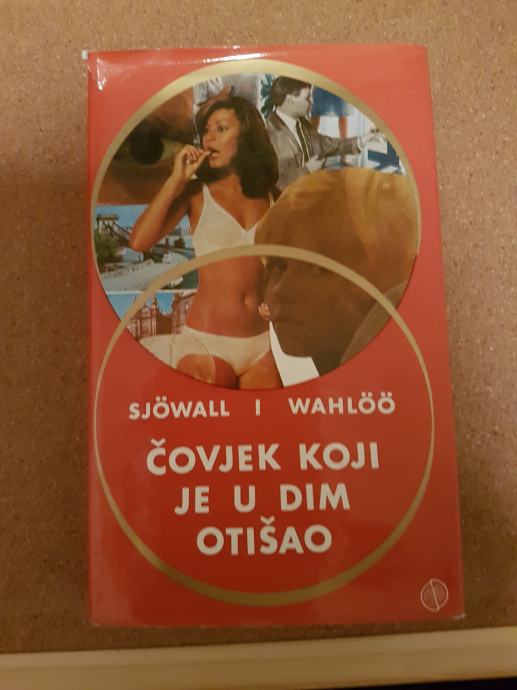 SJÖWALL I WAHLÖÖ
ČOVJEK KOJI
JE U DIM
OTIŠAO